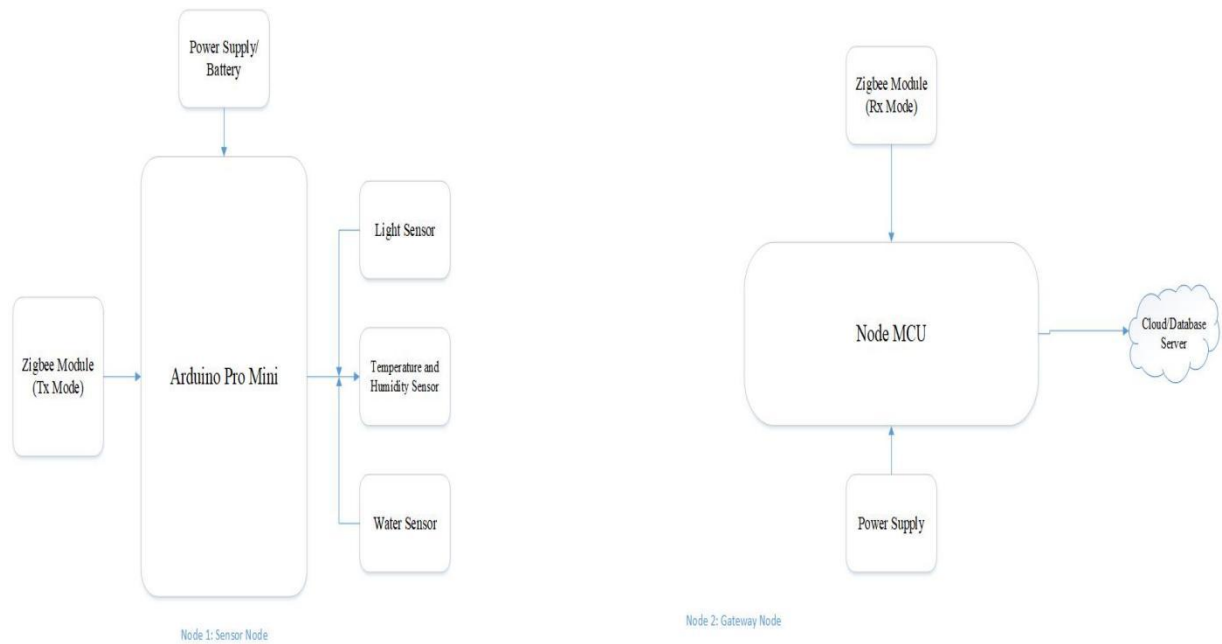 Power Supply/
Battery
Light Sensor
Zigbee Module
(Tx Mode)
Arduino Pro Mini
Temperature and
Humidity Sensor
Water Sensor
Node 1: Sensor Node
Zigbee Module
(Rx Mode)
Node MCU
Cloud/Database
Server
Power Supply
Node 2: Gateway Node